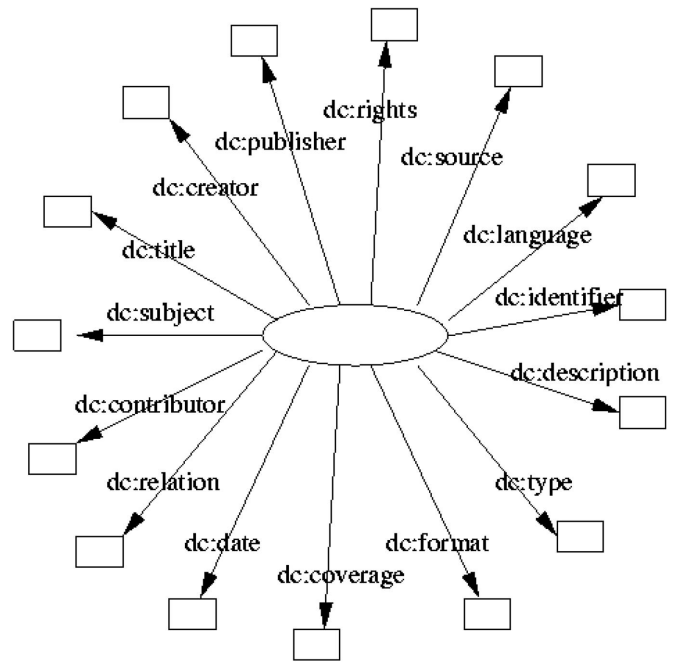 dc:rights
dc:publisher
dc:source
dc:creator
dc:language
dc:title
dc:identifier
dc:subject
dc:description
dc:contributor
dc:relation
dc:type
dc:date
dc:format
dc:coverage